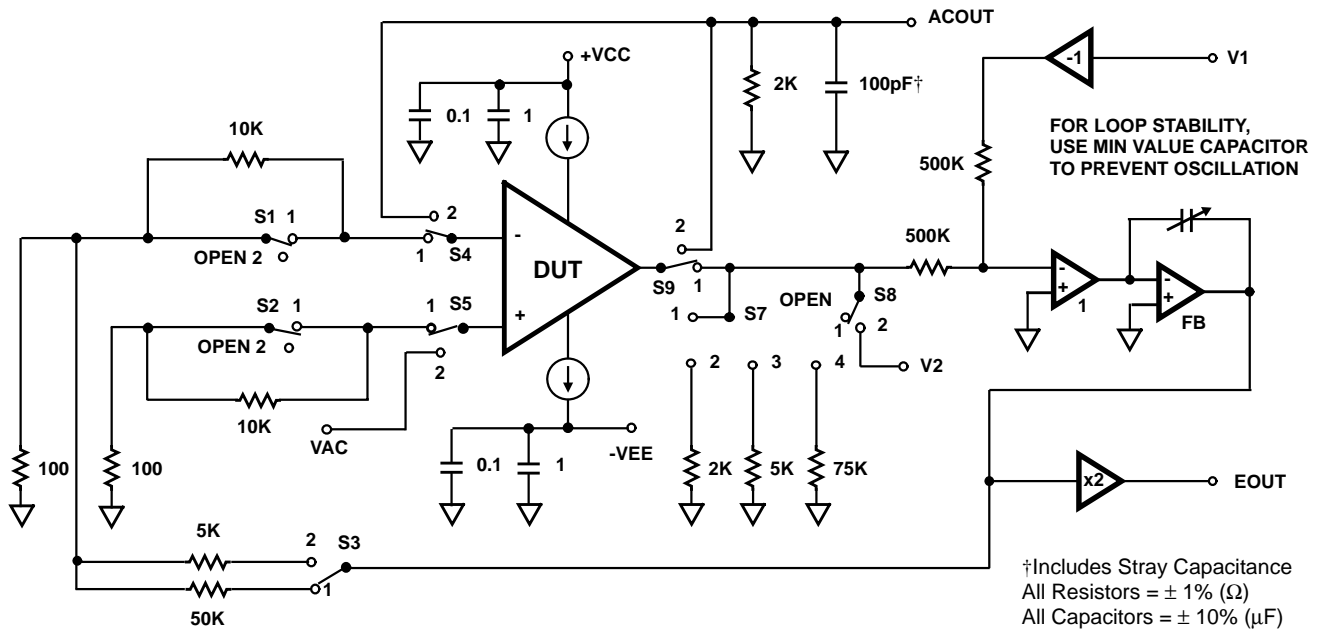 ACOUT
+VCC
-1
V1
2K
100pF†
0.1
1
FOR LOOP STABILITY,
USE MIN VALUE CAPACITOR
TO PREVENT OSCILLATION
10K
500K
2
S1
1
OPEN 2
1
S4
-
DUT
+
2
S9
1
500K
-
+
1
-
+
FB
S2
1
OPEN 2
1
S5
2
1
S7
OPEN
S8
1
2
V2
10K
VAC
2
3
4
0.1
1
-VEE
100
100
2K
5K
75K
x2
EOUT
5K
2
S3
1
50K
†Includes Stray Capacitance
All Resistors = ± 1% (Ω)
All Capacitors = ± 10% (µF)